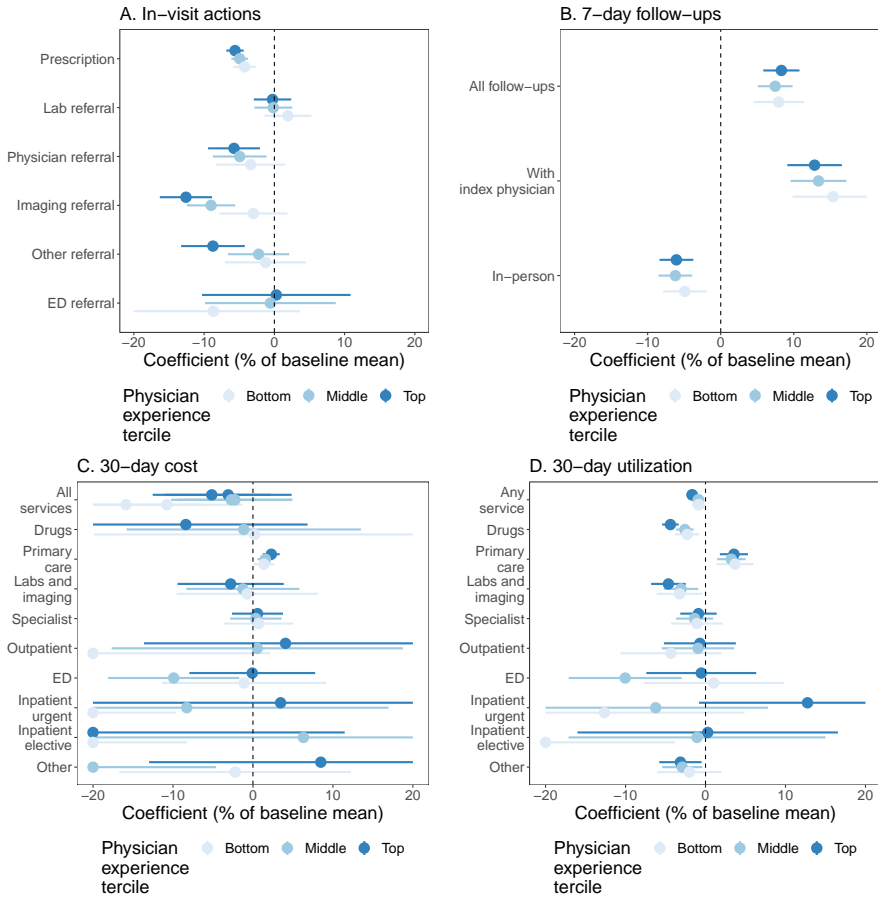 A. In−visit actions
Prescription
Lab referral
Physician referral
Imaging referral
Other referral
ED referral
−20 −10 0 10 20
Coefficient (% of baseline mean)
Physician
experience
tercile
Bottom Middle Top
B. 7−day follow−ups
All follow−ups
With
index physician
In−person
−20 −10 0 10 20
Coefficient (% of baseline mean)
Physician
experience
tercile
Bottom Middle Top
C. 30−day cost
All
services
Drugs
Primary
care
Labs and
imaging
Specialist
Outpatient
ED
Inpatient
urgent
Inpatient
elective
Other
−20 −10 0 10 20
Coefficient (% of baseline mean)
Physician
experience
tercile
Bottom Middle Top
D. 30−day utilization
Any
service
Drugs
Primary
care
Labs and
imaging
Specialist
Outpatient
ED
Inpatient
urgent
Inpatient
elective
Other
−20 −10 0 10 20
Coefficient (% of baseline mean)
Physician
experience
tercile
Bottom Middle Top